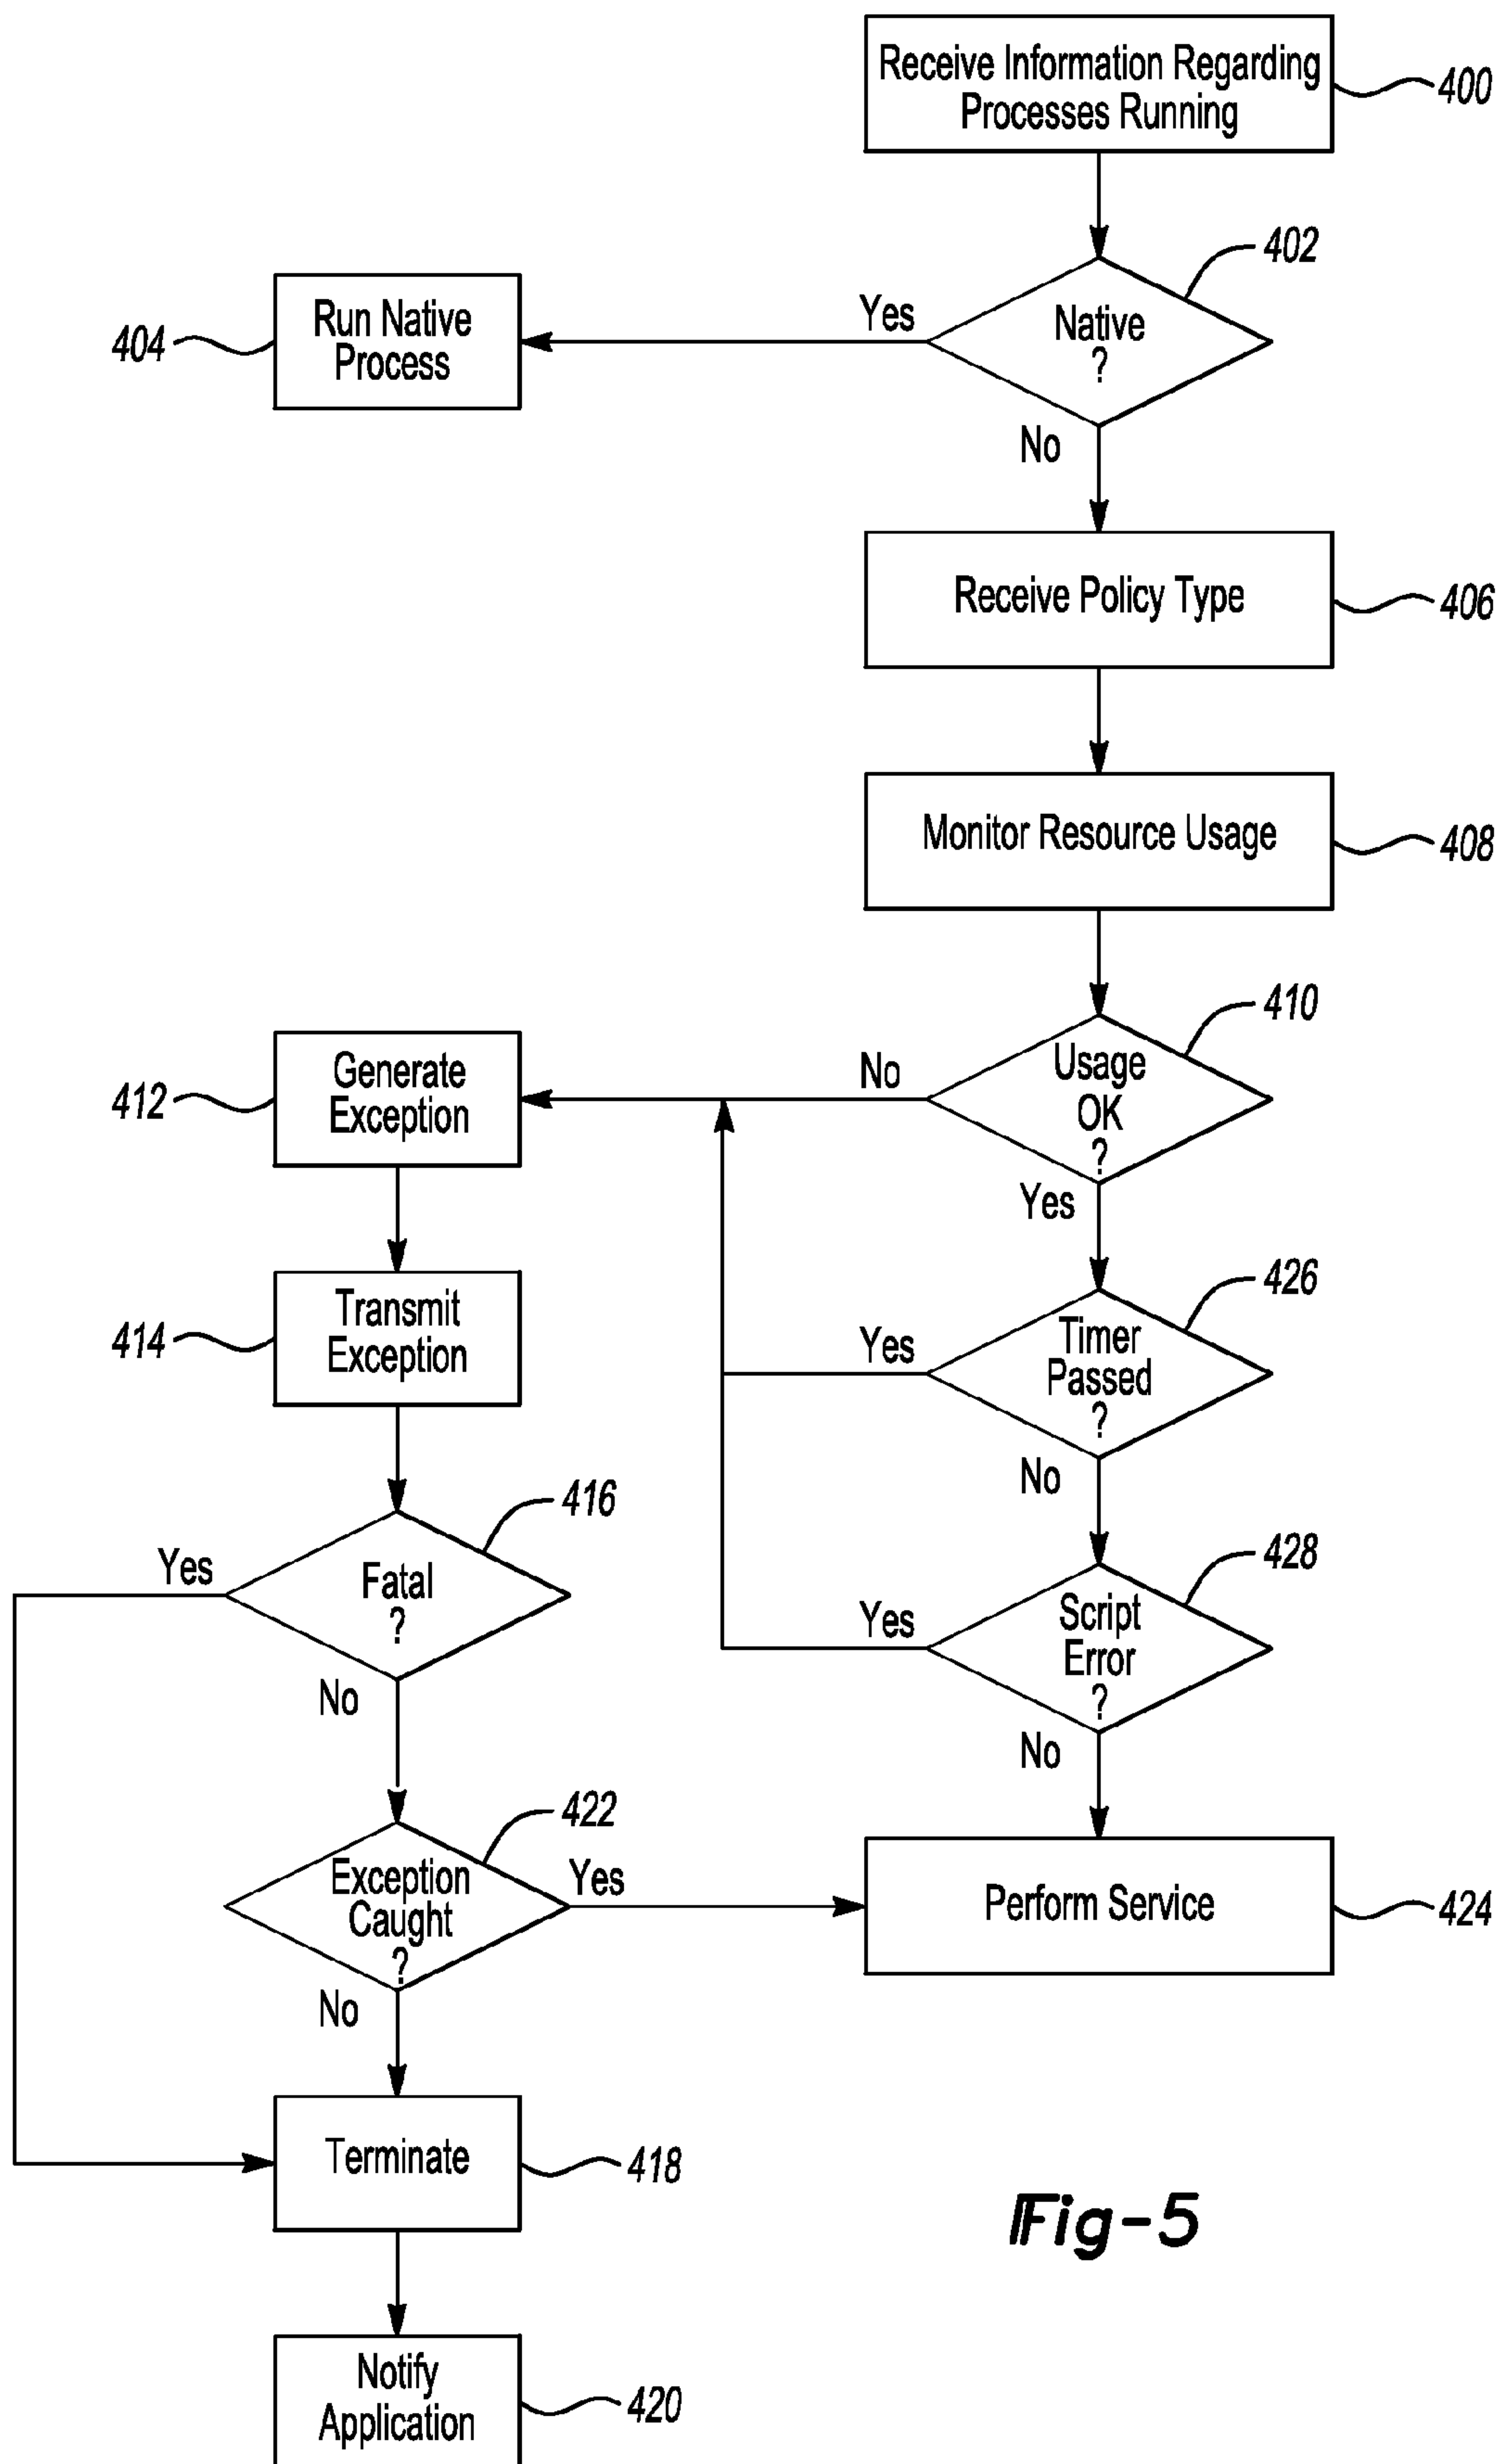 Receive Information Regarding
Processes Running
400
402
Native
?
Yes
No
Run Native
Process
404
Receive Policy Type
406
Monitor Resource Usage
408
410
Usage
OK
?
No
Yes
Generate
Exception
412
Transmit
Exception
414
426
Timer
Passed
?
Yes
No
416
Fatal
?
Yes
No
428
Script
Error
?
Yes
No
422
Exception
Caught
?
Yes
No
Perform Service
424
Terminate
418
Notify
Application
420
Fig-5